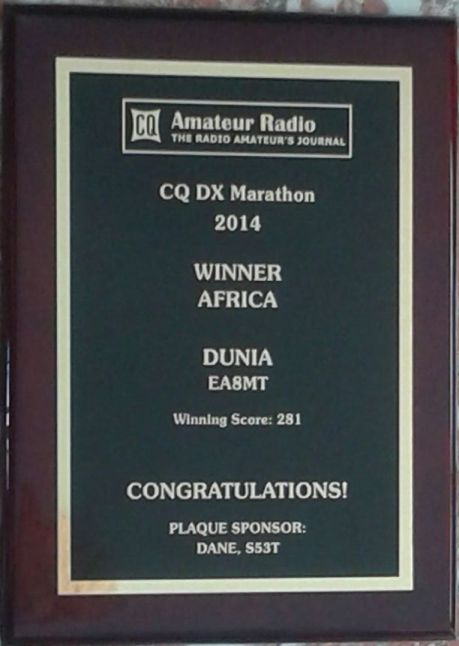 CQ Amateur Radio
THE RADIO AMATEUR'S JOURNAL
CQ DX Marathon
2014
WINNER
AFRICA
DUNIA
EA8MT
Winning Score: 281
CONGRATULATIONS!
PLAQUE SPONSOR:
DANE, S53T